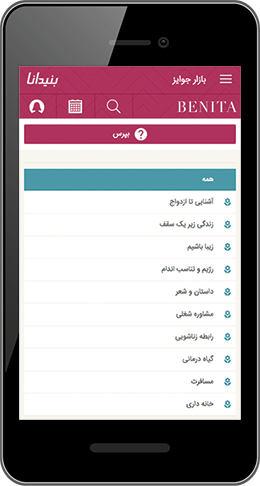 بازار جوایز بنیدانا
BENITA
بپرس
همه
آشنایی تا ازدواج
زندگی زیر یک سقف
زیبا باشیم
رژیم و تناسب اندام
داستان و شعر
مشاوره شغلی
رابطه زناشویی
گیاه درمانی
مسافرت
خانه داری